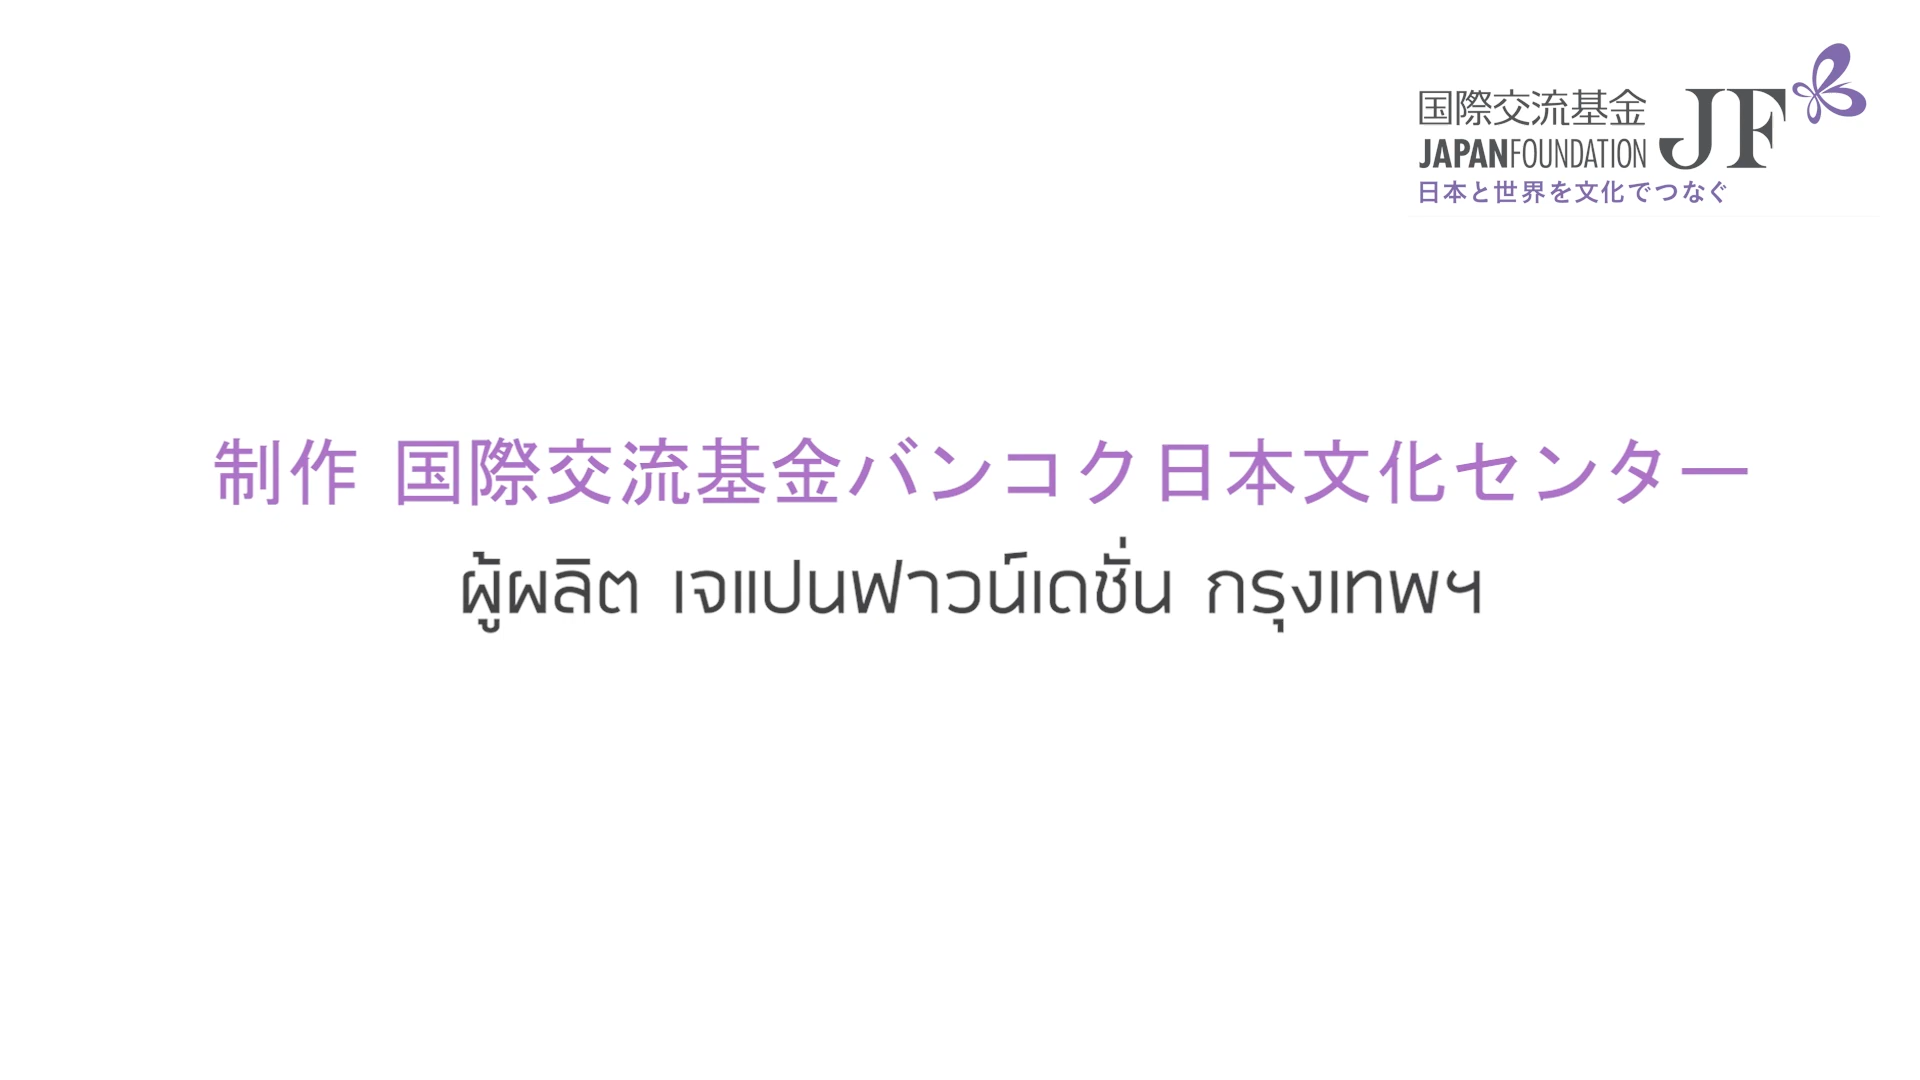 国際交流基金
JAPANFOUNDATION JF
日本と世界を文化でつなぐ
制作 国際交流基金バンコク日本文化センター
ผู้ผลิต เจแปนฟาวน์เดชั่น กรุงเทพฯ